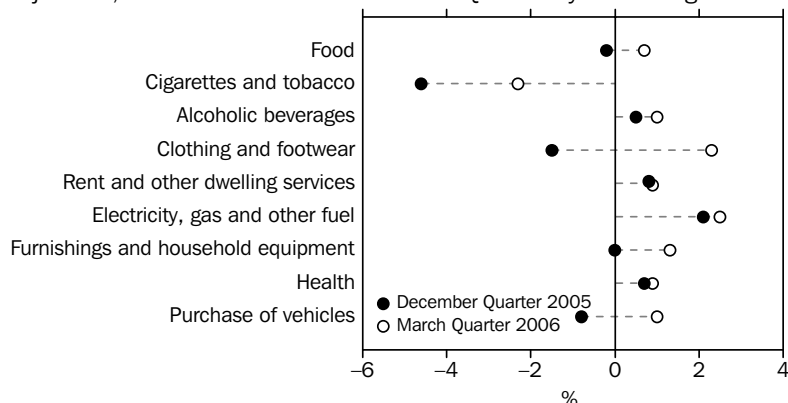 Food
Cigarettes and tobacco
Alcoholic beverages
Clothing and footwear
Rent and other dwelling services
Electricity, gas and other fuel
Furnishings and household equipment
Health
Purchase of vehicles
December Quarter 2005
March Quarter 2006
–6 –4 –2 0 2 4
%